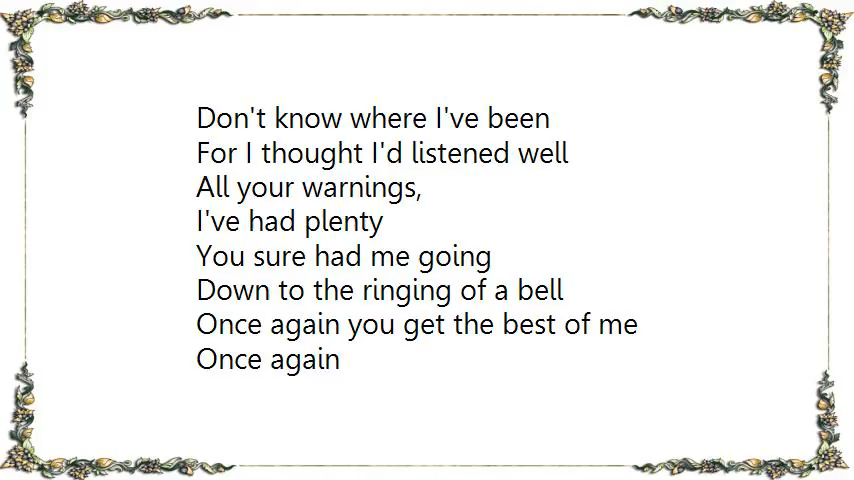 Don't know where I've been
For I thought I'd listened well
All your warnings,
I've had plenty
You sure had me going
Down to the ringing of a bell
Once again you get the best of me
Once again